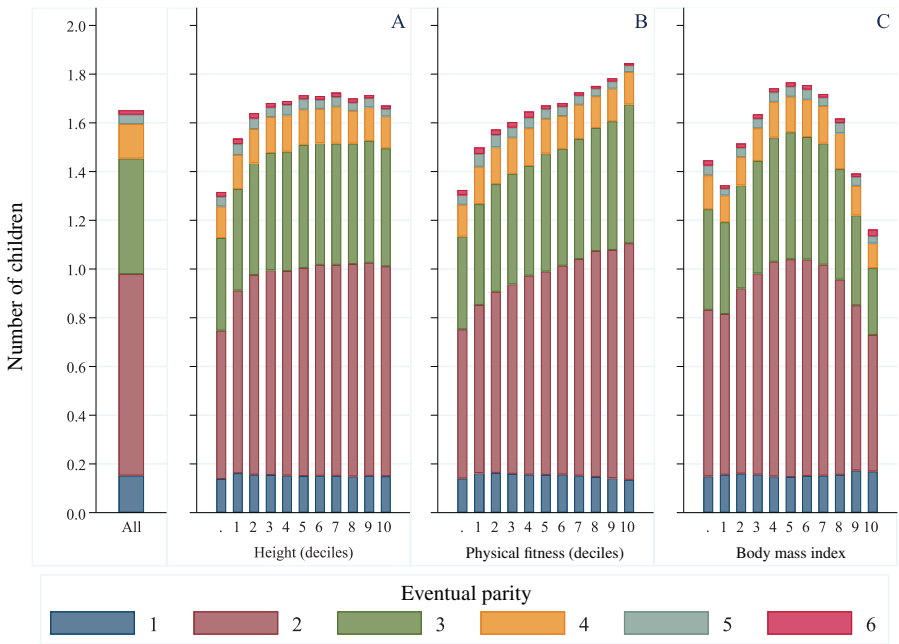 A
B
C
Number of children
2.0
1.8
1.6
1.4
1.2
1.0
0.8
0.6
0.4
0.2
0.0
All
. 1 2 3 4 5 6 7 8 9 10
. 1 2 3 4 5 6 7 8 9 10
. 1 2 3 4 5 6 7 8 9 10
Height (deciles)
Physical fitness (deciles)
Body mass index
Eventual parity
1 2 3 4 5 6